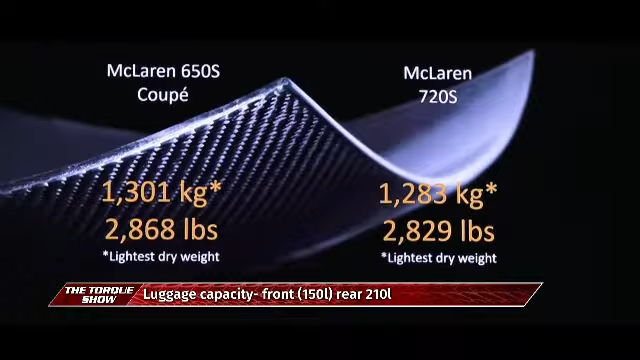 McLaren 650S
Coupé
1,301 kg*
2,868 lbs
*Lightest dry weight
McLaren
720S
1,283 kg*
2,829 lbs
*Lightest dry weight
THE TORQUE
SHOW
Luggage capacity- front (150l) rear 210l